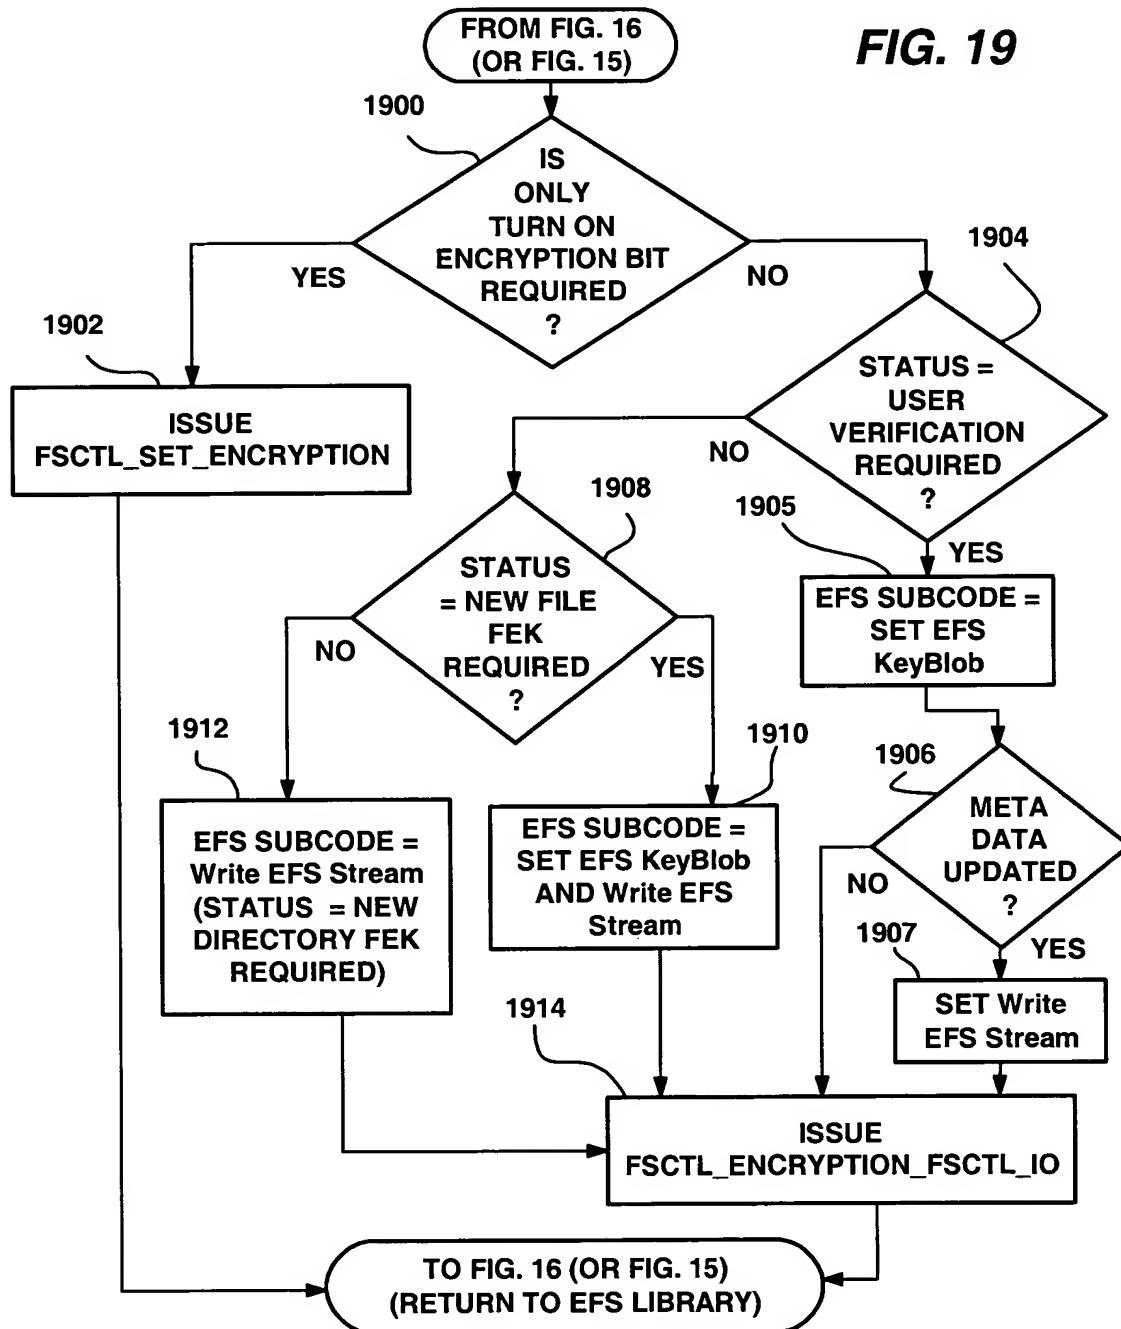 FROM FIG. 16
(OR FIG. 15)
FIG. 19
1900
IS
ONLY
TURN ON
ENCRYPTION BIT
REQUIRED
?
YES
NO
1902
ISSUE
FSCTL_SET_ENCRYPTION
1904
STATUS =
USER
VERIFICATION
REQUIRED
?
NO
YES
1905
EFS SUBCODE =
SET EFS
KeyBlob
1908
STATUS
= NEW FILE
FEK
REQUIRED
?
NO
YES
1912
EFS SUBCODE =
Write EFS Stream
(STATUS = NEW
DIRECTORY FEK
REQUIRED)
1910
EFS SUBCODE =
SET EFS KeyBlob
AND Write EFS
Stream
1906
META
DATA
UPDATED
?
NO
YES
1907
SET Write
EFS Stream
1914
ISSUE
FSCTL_ENCRYPTION_FSCTL_IO
TO FIG. 16 (OR FIG. 15)
(RETURN TO EFS LIBRARY)